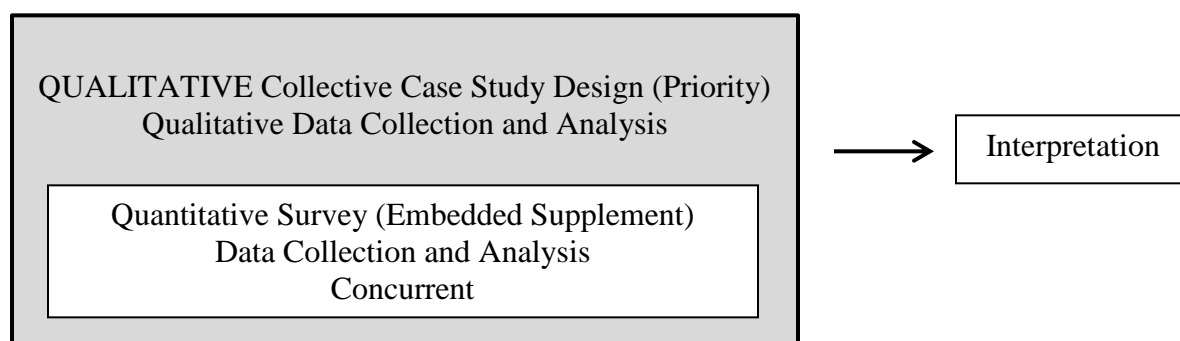 QUALITATIVE Collective Case Study Design (Priority)
Qualitative Data Collection and Analysis
Quantitative Survey (Embedded Supplement)
Data Collection and Analysis
Concurrent
Interpretation